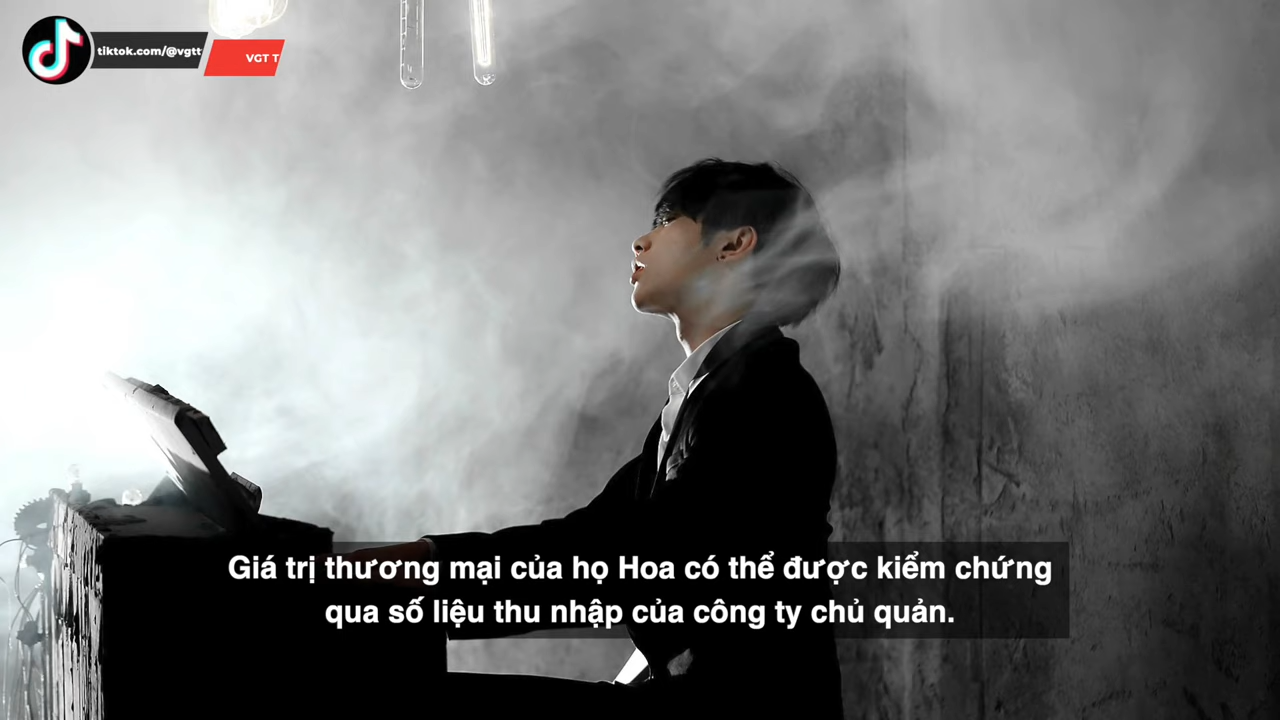 tiktok.com/@vgtt
VGT T
Giá trị thương mại của họ Hoa có thể được kiểm chứng
qua số liệu thu nhập của công ty chủ quản.